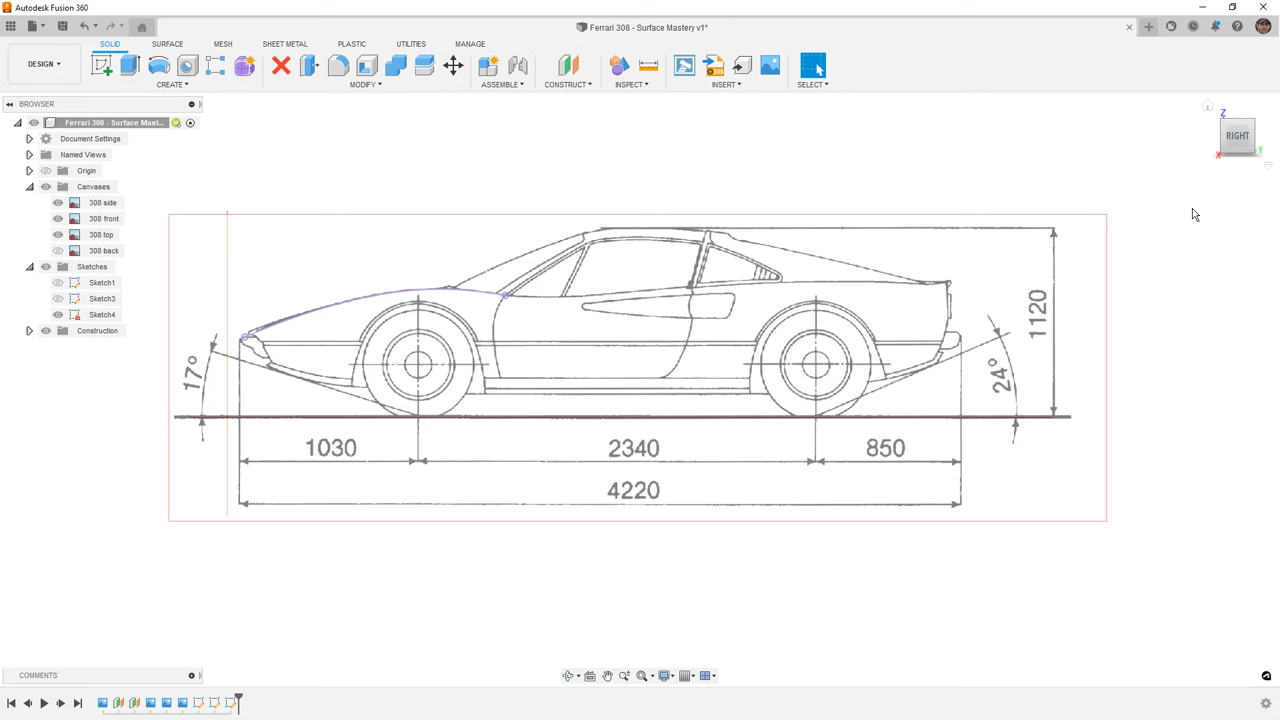 Autodesk Fusion 360
Ferrari 308 - Surface Mastery v1*
SOLID SURFACE MESH SHEET METAL PLASTIC UTILITIES MANAGE
DESIGN
CREATE MODIFY ASSEMBLE CONSTRUCT INSPECT INSERT SELECT
BROWSER
Ferrari 308 - Surface Mast...
Document Settings
Named Views
Origin
Canvases
308 side
308 front
308 top
308 back
Sketches
Sketch1
Sketch3
Sketch4
Construction
Z
RIGHT
X
Y
1120
17°
24°
1030
2340
850
4220
COMMENTS